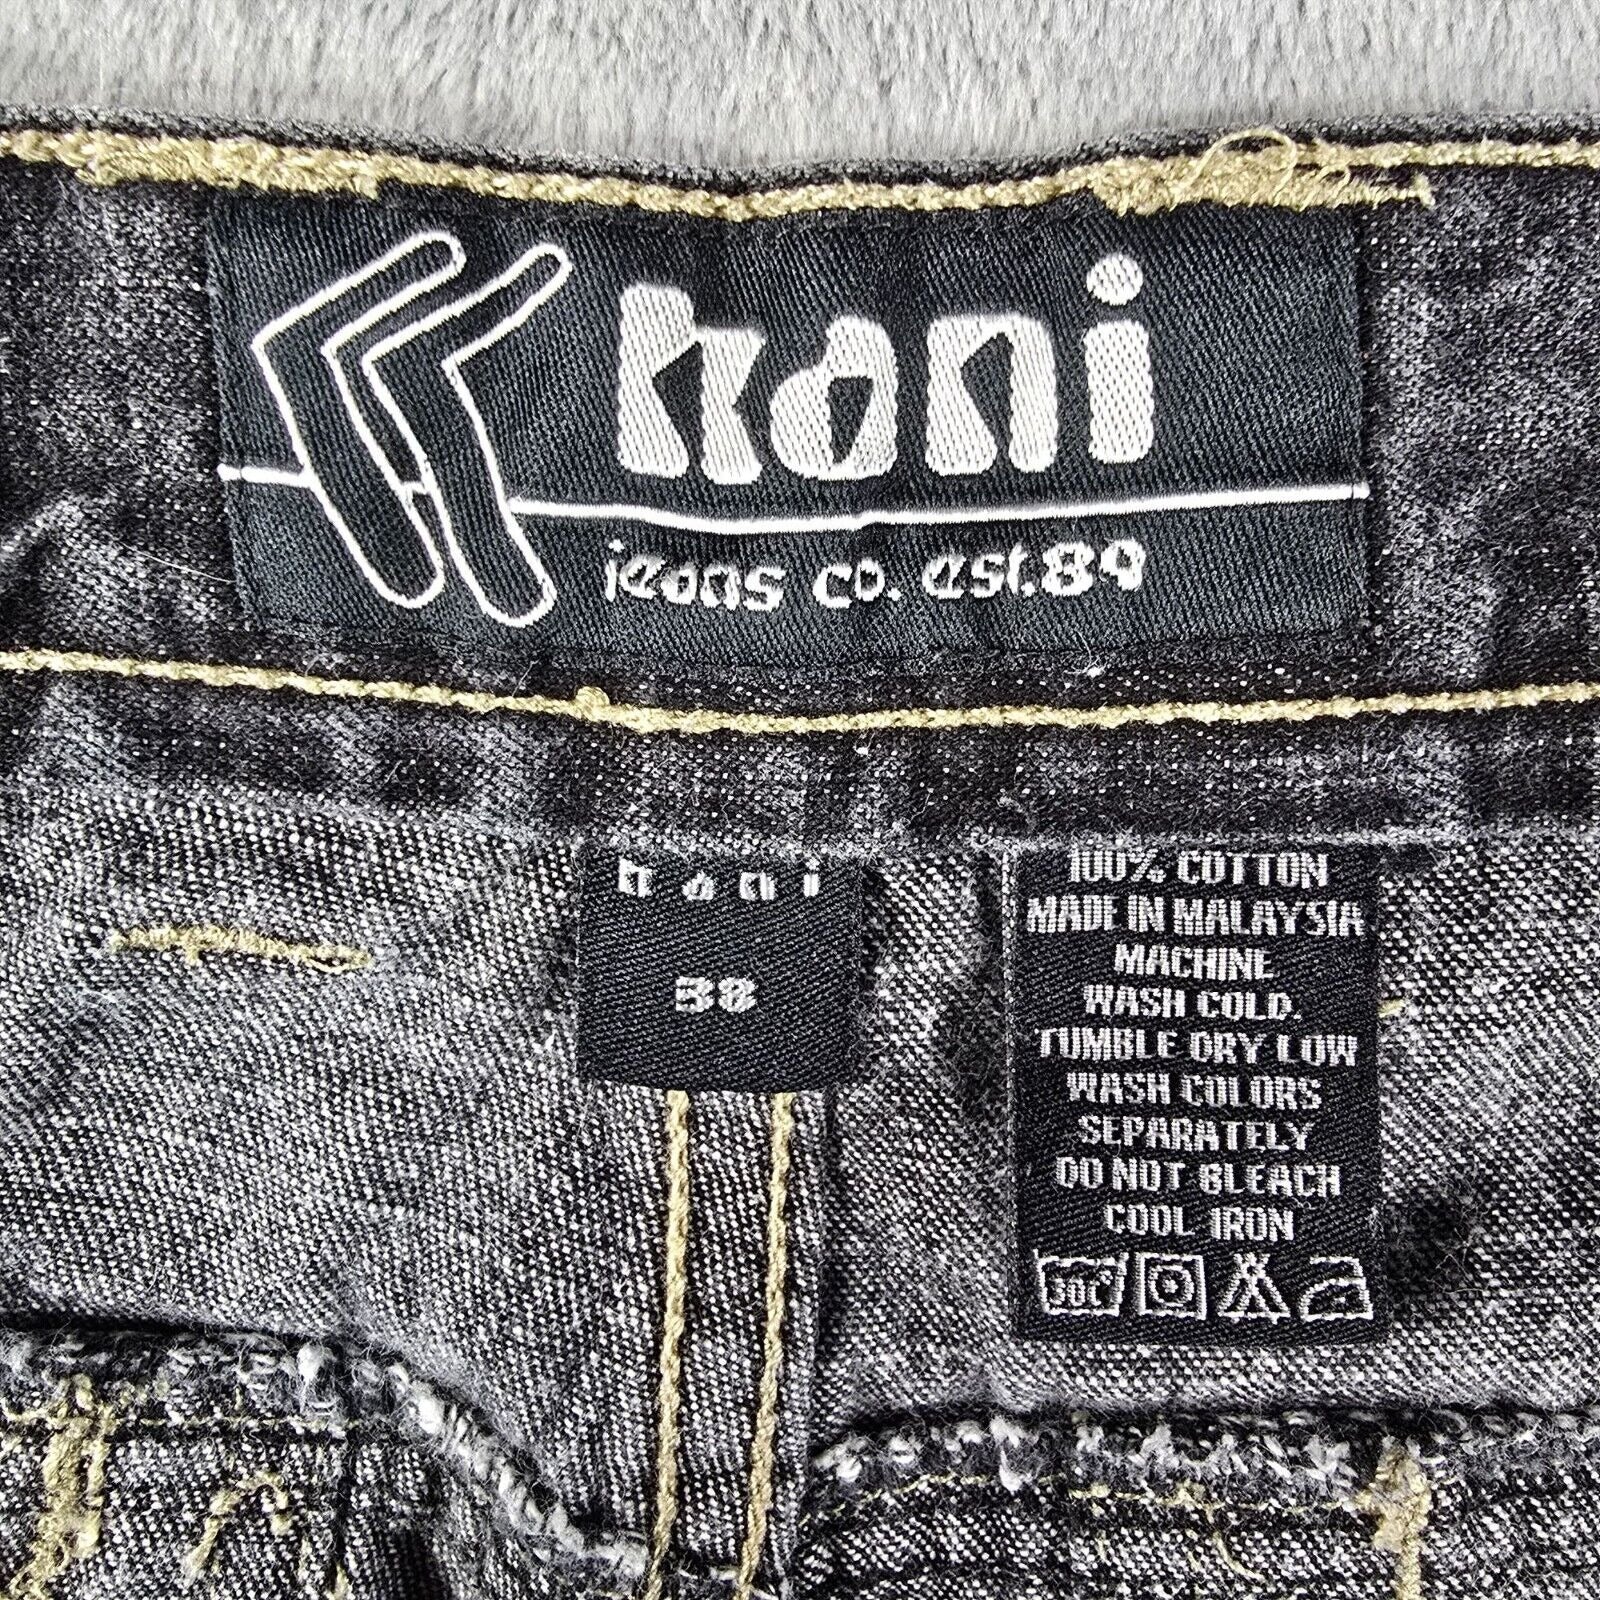 kani
jeans co. est.89
kani
38
100% COTTON
MADE IN MALAYSIA
MACHINE
WASH COLD.
TUMBLE DRY LOW
WASH COLORS
SEPARATELY
DO NOT BLEACH
COOL IRON
30C